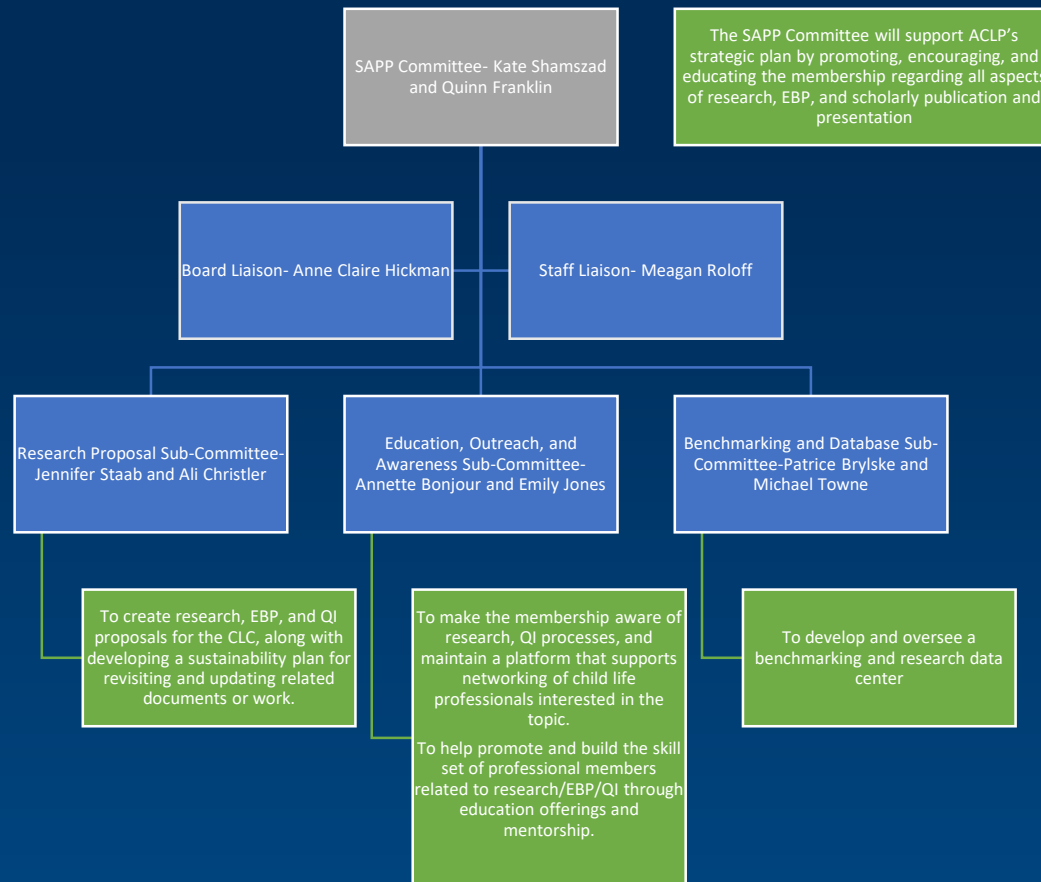 SAPP Committee- Kate Shamszad
and Quinn Franklin
The SAPP Committee will support ACLP’s
strategic plan by promoting, encouraging, and
educating the membership regarding all aspects
of research, EBP, and scholarly publication and
presentation
Board Liaison- Anne Claire Hickman
Staff Liaison- Meagan Roloff
Research Proposal Sub-Committee-
Jennifer Staab and Ali Christler
Education, Outreach, and
Awareness Sub-Committee-
Annette Bonjour and Emily Jones
Benchmarking and Database Sub-
Committee-Patrice Brylske and
Michael Towne
To create research, EBP, and QI
proposals for the CLC, along with
developing a sustainability plan for
revisiting and updating related
documents or work.
To make the membership aware of
research, QI processes, and
maintain a platform that supports
networking of child life
professionals interested in the
topic.
To help promote and build the skill
set of professional members
related to research/EBP/QI through
education offerings and
mentorship.
To develop and oversee a
benchmarking and research data
center